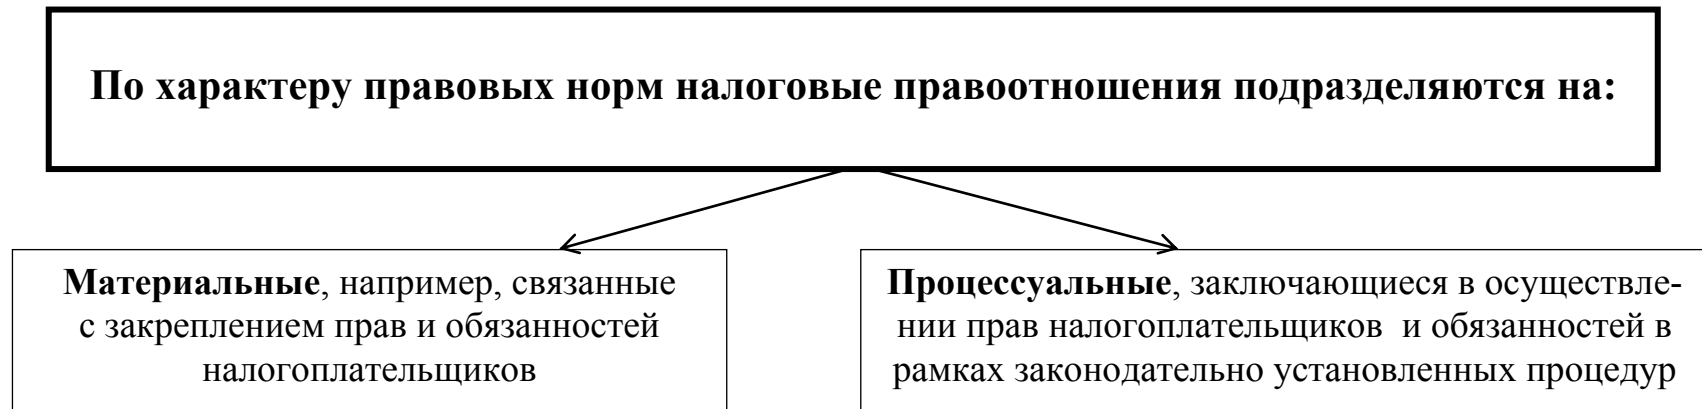 По характеру правовых норм налоговые правоотношения подразделяются на:
Материальные, например, связанные
с закреплением прав и обязанностей
налогоплательщиков
Процессуальные, заключающиеся в осуществле-
нии прав налогоплательщиков и обязанностей в
рамках законодательно установленных процедур